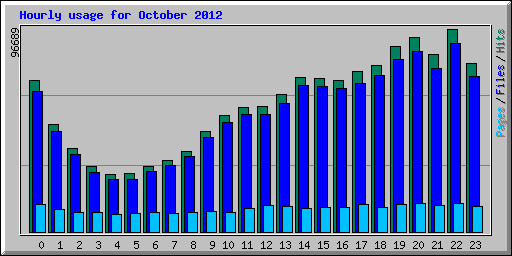 Hourly usage for October 2012
96689
Pages / Files / Hits
0 1 2 3 4 5 6 7 8 9 10 11 12 13 14 15 16 17 18 19 20 21 22 23